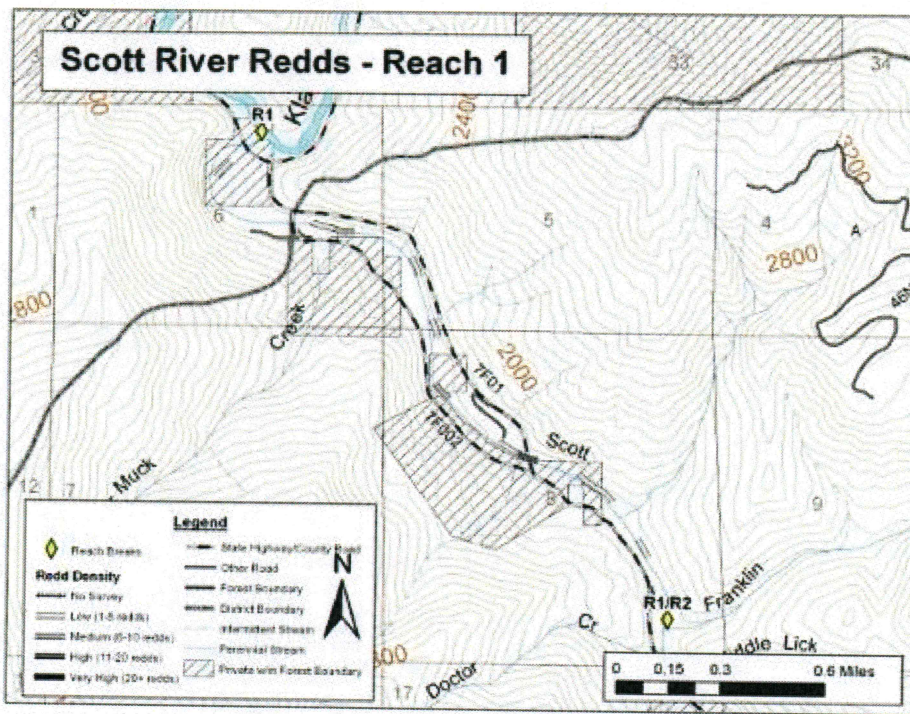 Scott River Redds - Reach 1
33
34
R1
2400
3200
1
6
5
4
A
2800
800
Creek
2000
7F01
7F002
Scott
12
7
Muck
8
9
Franklin
R1/R2
Cr
Doctor
17
Lick
Legend
Reach Breaks
Redd Density
No Survey
Low (1-5 redds)
Medium (6-10 redds)
High (11-20 redds)
Very High (20+ redds)
State Highway/County Road
Other Road
Forest Boundary
District Boundary
Intermittent Stream
Perennial Stream
Private w/in Forest Boundary
N
0 0.15 0.3 0.6 Miles